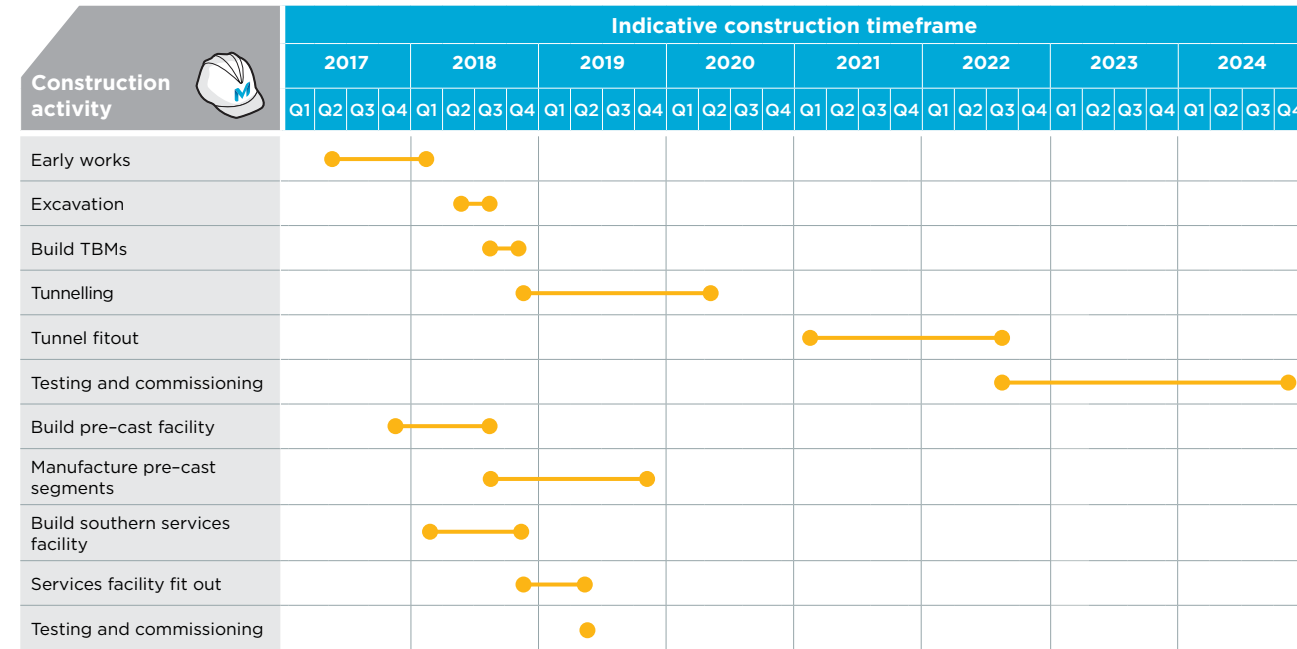 Indicative construction timeframe
Construction
activity
M
2017 2018 2019 2020 2021 2022 2023 2024
Q1 Q2 Q3 Q4 Q1 Q2 Q3 Q4 Q1 Q2 Q3 Q4 Q1 Q2 Q3 Q4 Q1 Q2 Q3 Q4 Q1 Q2 Q3 Q4 Q1 Q2 Q3 Q4 Q1 Q2 Q3 Q4
Early works
Excavation
Build TBMs
Tunnelling
Tunnel fitout
Testing and commissioning
Build pre–cast facility
Manufacture pre–cast
segments
Build southern services
facility
Services facility fit out
Testing and commissioning